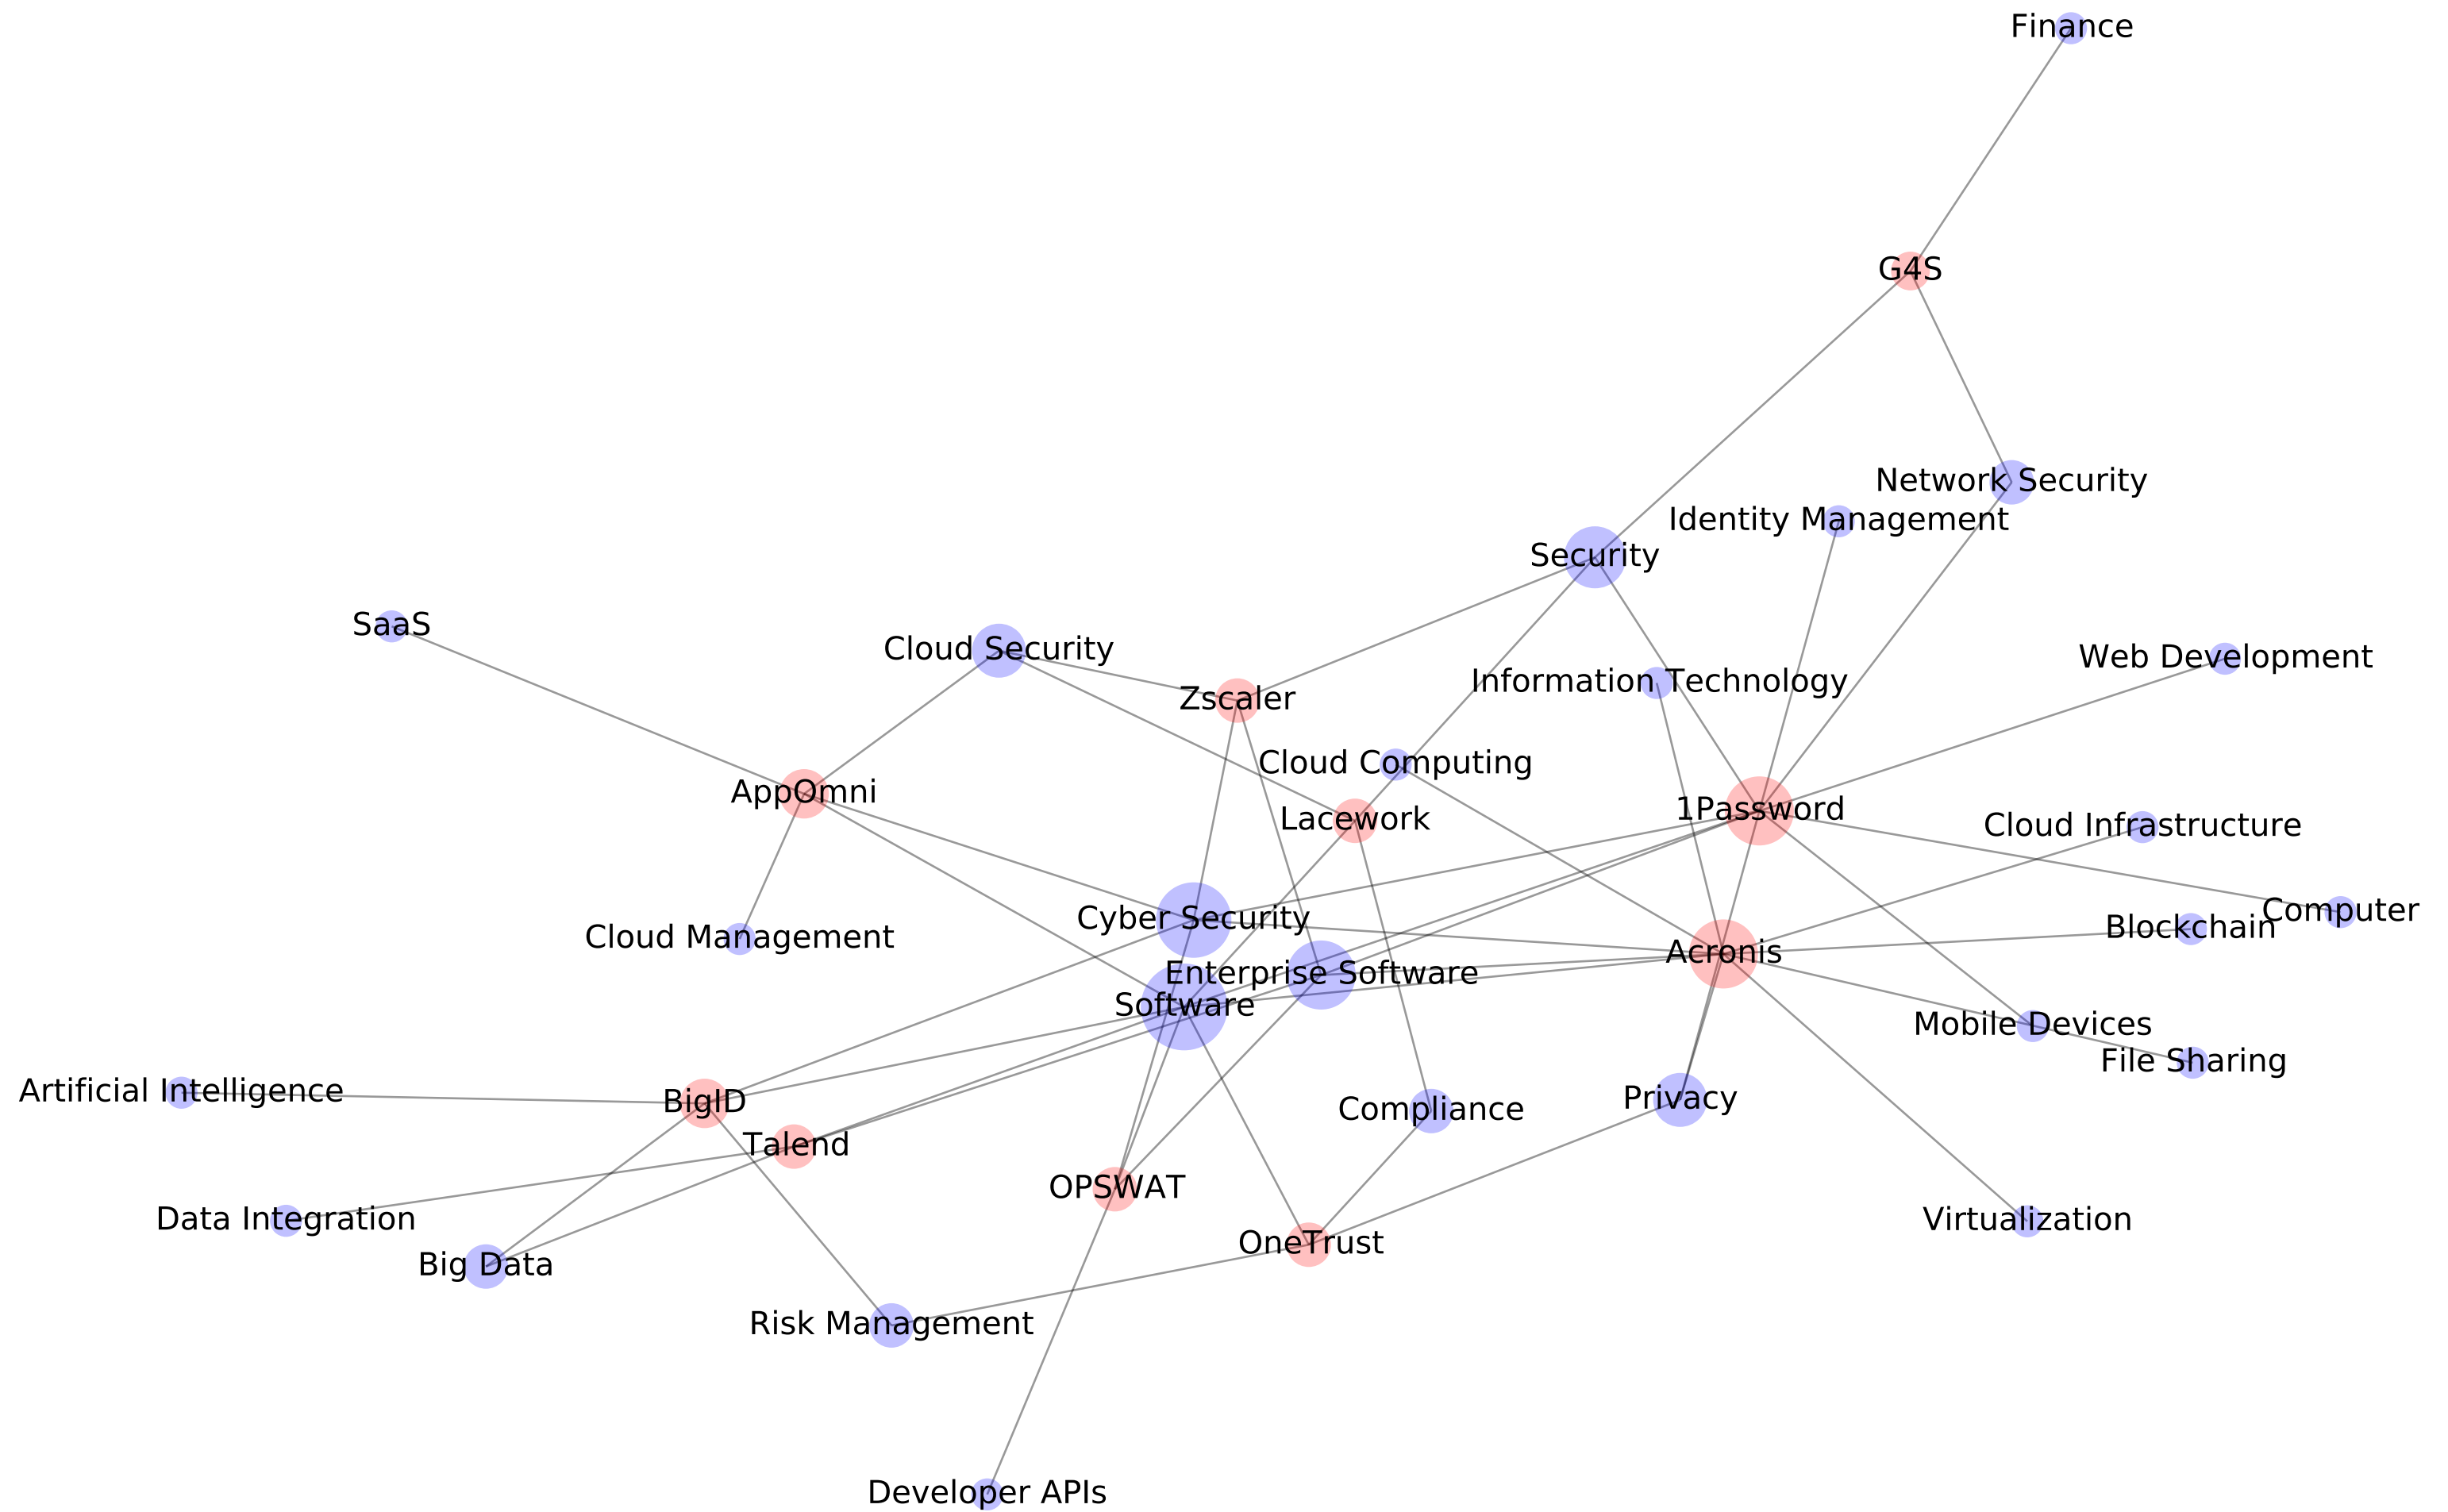 Finance
G4S
Network Security
Identity Management
Security
SaaS
Cloud Security
Web Development
Information Technology
Zscaler
Cloud Computing
AppOmni
1Password
Lacework
Cloud Infrastructure
Computer
Cyber Security
Blockchain
Cloud Management
Acronis
Enterprise Software
Software
Mobile Devices
File Sharing
Artificial Intelligence
Privacy
BigID
Compliance
Talend
OPSWAT
Data Integration
Virtualization
OneTrust
Big Data
Risk Management
Developer APIs